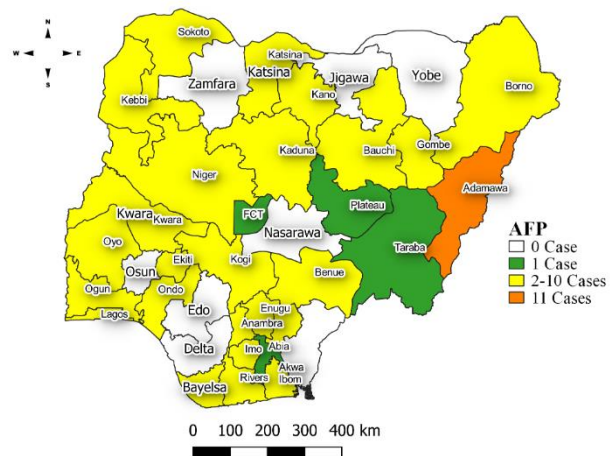 N
W
E
S
Sokoto
Katsina
Zamfara
Katsina
Jigawa
Yobe
Kebbi
Kano
Borno
Kaduna
Bauchi
Gombe
Niger
Adamawa
FCT
Plateau
Kwara
Kwara
Nasarawa
Taraba
Oyo
Osun
Ekiti
Kogi
Benue
Ogun
Ondo
Edo
Enugu
Lagos
Anambra
Delta
Imo
Abia
Akwa
Ibom
Rivers
Bayelsa
AFP
0 Case
1 Case
2-10 Cases
11 Cases
0 100 200 300 400 km